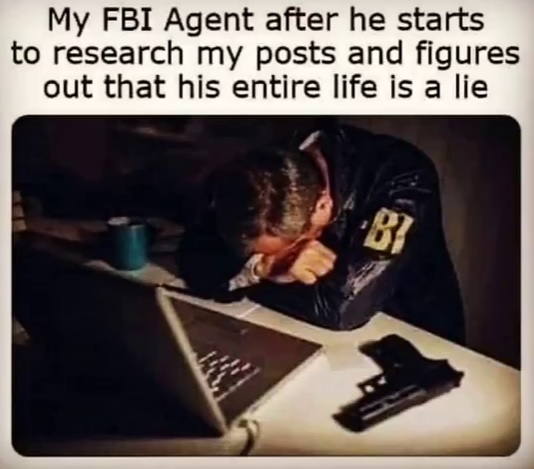 My FBI Agent after he starts
to research my posts and figures
out that his entire life is a lie
BI